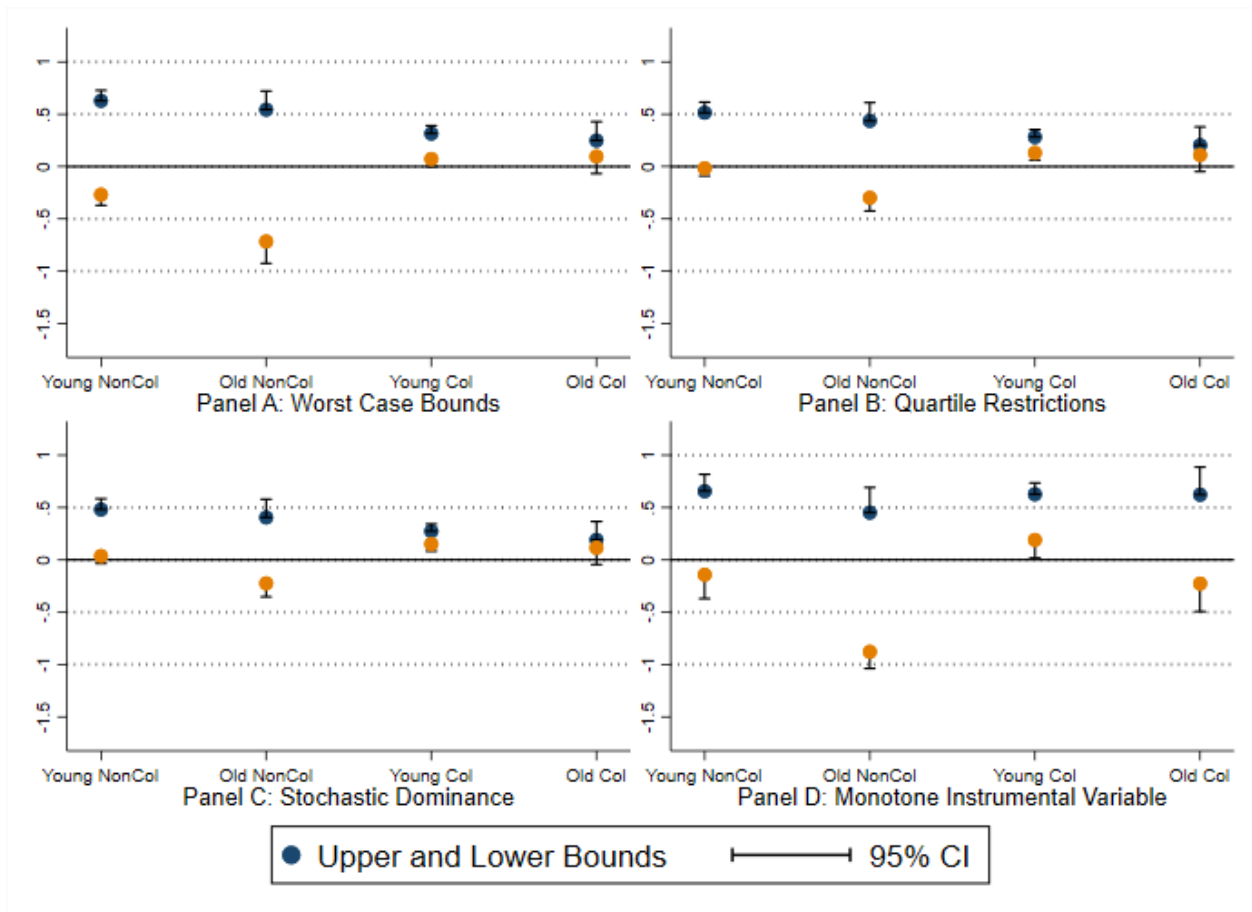 1
.5
0
-.5
-1
-1.5
Young NonCol Old NonCol Young Col Old Col
Panel A: Worst Case Bounds
1
.5
0
-.5
-1
-1.5
Young NonCol Old NonCol Young Col Old Col
Panel B: Quartile Restrictions
1
.5
0
-.5
-1
-1.5
Young NonCol Old NonCol Young Col Old Col
Panel C: Stochastic Dominance
1
.5
0
-.5
-1
-1.5
Young NonCol Old NonCol Young Col Old Col
Panel D: Monotone Instrumental Variable
Upper and Lower Bounds 95% CI